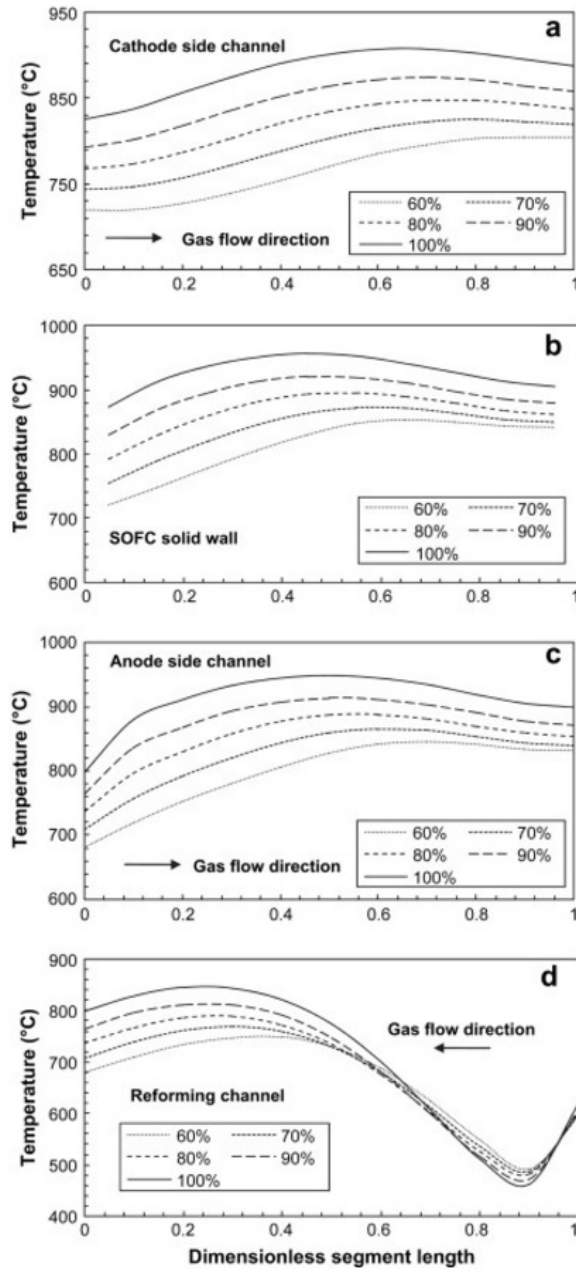 a
Cathode side channel
950
850
750
650
Temperature (°C)
60% 70%
80% 90%
100%
Gas flow direction
0 0.2 0.4 0.6 0.8 1
b
1000
900
800
700
600
Temperature (°C)
60% 70%
80% 90%
100%
SOFC solid wall
0 0.2 0.4 0.6 0.8 1
c
Anode side channel
1000
900
800
700
600
Temperature (°C)
60% 70%
80% 90%
100%
Gas flow direction
0 0.2 0.4 0.6 0.8 1
d
900
800
700
600
500
400
Temperature (°C)
Gas flow direction
Reforming channel
60% 70%
80% 90%
100%
0 0.2 0.4 0.6 0.8 1
Dimensionless segment length